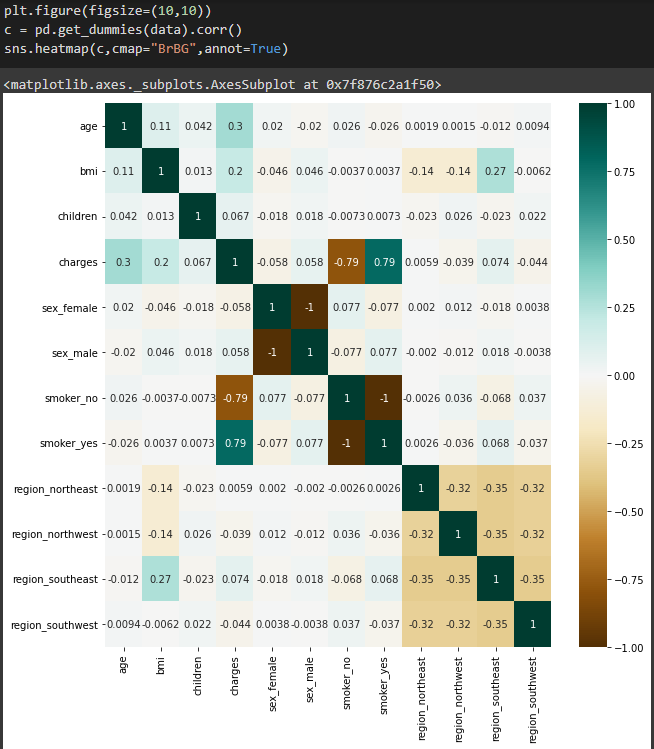 plt.figure(figsize=(10,10))
c = pd.get_dummies(data).corr()
sns.heatmap(c,cmap="BrBG",annot=True)
<matplotlib.axes._subplots.AxesSubplot at 0x7f876c2a1f50>
age 1 0.11 0.042 0.3 0.02 -0.02 0.026 -0.026 0.0019 0.0015 -0.012 0.0094
bmi 0.11 1 0.013 0.2 -0.046 0.046 -0.0037 0.0037 -0.14 -0.14 0.27 -0.0062
children 0.042 0.013 1 0.067 -0.018 0.018 -0.0073 0.0073 -0.023 0.026 -0.023 0.022
charges 0.3 0.2 0.067 1 -0.058 0.058 -0.79 0.79 0.0059 -0.039 0.074 -0.044
sex_female 0.02 -0.046 -0.018 -0.058 1 -1 0.077 -0.077 0.002 0.012 -0.018 0.0038
sex_male -0.02 0.046 0.018 0.058 -1 1 -0.077 0.077 -0.002 -0.012 0.018 -0.0038
smoker_no 0.026 -0.0037 -0.0073 -0.79 0.077 -0.077 1 -1 -0.0026 0.036 -0.068 0.037
smoker_yes -0.026 0.0037 0.0073 0.79 -0.077 0.077 -1 1 0.0026 -0.036 0.068 -0.037
region_northeast 0.0019 -0.14 -0.023 0.0059 0.002 -0.002 -0.0026 0.0026 1 -0.32 -0.35 -0.32
region_northwest 0.0015 -0.14 0.026 -0.039 0.012 -0.012 0.036 -0.036 -0.32 1 -0.35 -0.32
region_southeast -0.012 0.27 -0.023 0.074 -0.018 0.018 -0.068 0.068 -0.35 -0.35 1 -0.35
region_southwest 0.0094 -0.0062 0.022 -0.044 0.0038 -0.0038 0.037 -0.037 -0.32 -0.32 -0.35 1
age
bmi
children
charges
sex_female
sex_male
smoker_no
smoker_yes
region_northeast
region_northwest
region_southeast
region_southwest
1.00
0.75
0.50
0.25
0.00
−0.25
−0.50
−0.75
−1.00